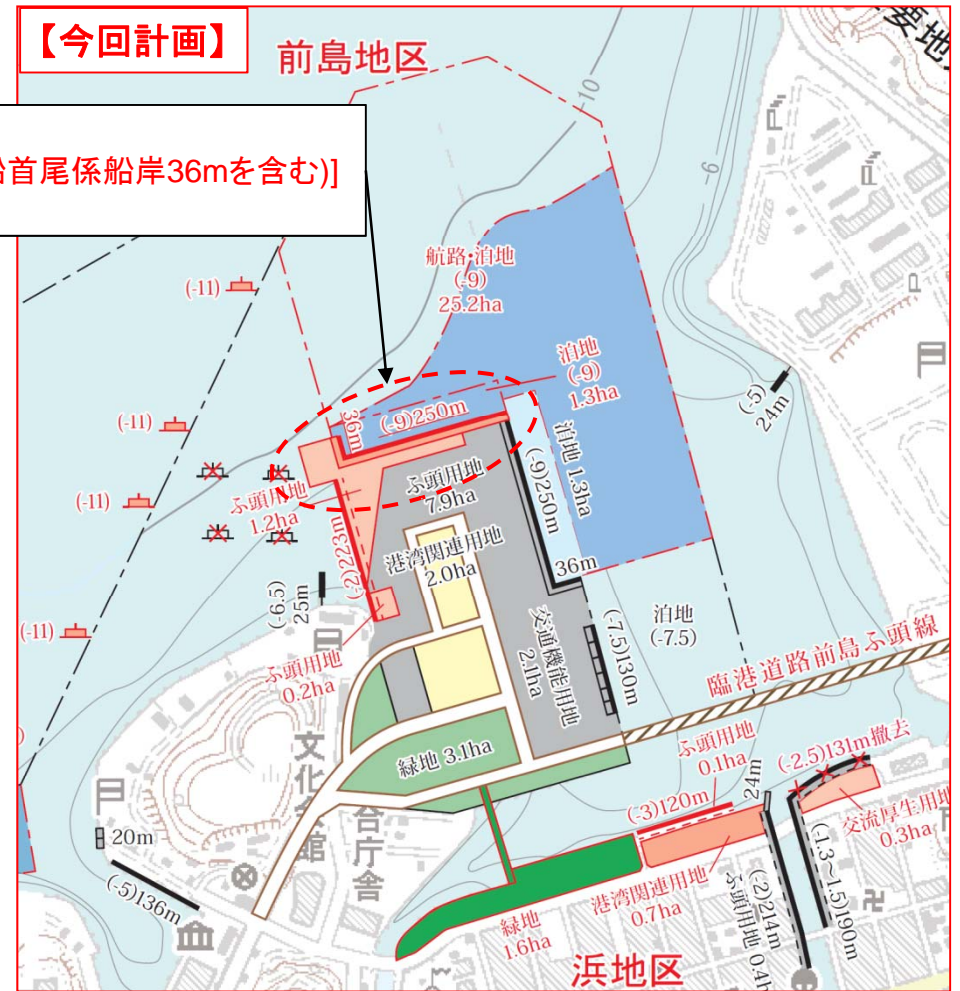 【今回計画】
前島地区
要地
船首尾係船岸36mを含む)]
-10
-6
航路・泊地
(-9)
25.2ha
(-11)
泊地
(-9)
1.3ha
(-5)
24m
36m
(-9)250m
(-11)
泊地 1.3ha
(-9)250m
ふ頭用地
7.9ha
ふ頭用地
1.2ha
(-11)
(-2)223m
港湾関連用地
2.0ha
36m
(-6.5)
25m
泊地
(-7.5)
(-7.5)130m
交通機能用地
2.1ha
(-11)
ふ頭用地
0.2ha
臨港道路前島ふ頭線
文化会館
緑地 3.1ha
ふ頭用地
0.1ha
(-2.5)131m撤去
24m
20m
合庁舎
(-3)120m
交流厚生用地
0.3ha
(-5)136m
港湾関連用地
0.7ha
(-1.3~1.5)190m
緑地
1.6ha
(-2)214m
ふ頭用地 0.4h
浜地区